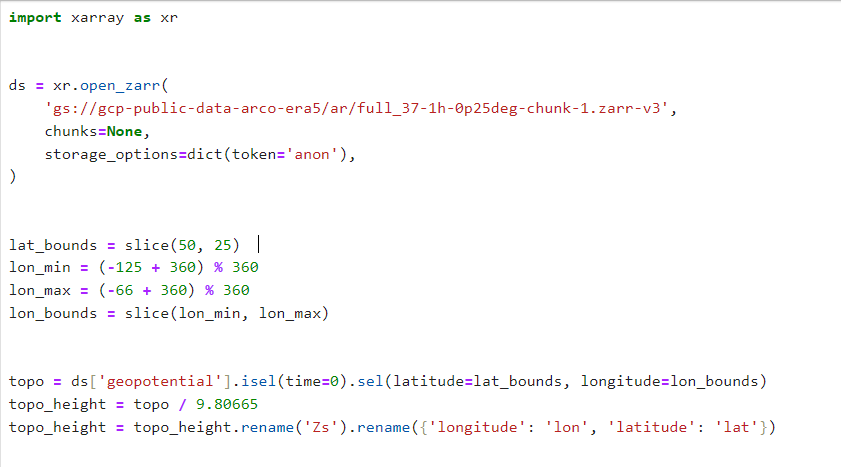 import xarray as xr
ds = xr.open_zarr(
    'gs://gcp-public-data-arco-era5/ar/full_37-1h-0p25deg-chunk-1.zarr-v3',
    chunks=None,
    storage_options=dict(token='anon'),
)
lat_bounds = slice(50, 25)
lon_min = (-125 + 360) % 360
lon_max = (-66 + 360) % 360
lon_bounds = slice(lon_min, lon_max)
topo = ds['geopotential'].isel(time=0).sel(latitude=lat_bounds, longitude=lon_bounds)
topo_height = topo / 9.80665
topo_height = topo_height.rename('Zs').rename({'longitude': 'lon', 'latitude': 'lat'})